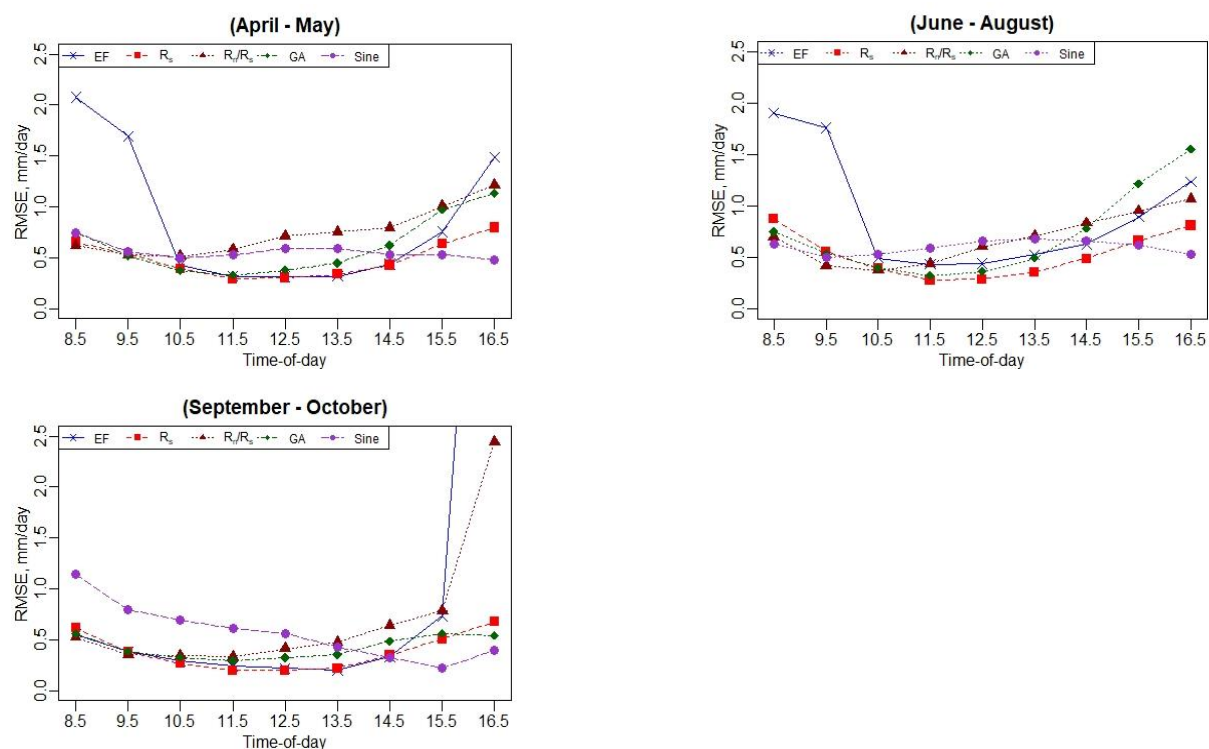 (April - May)
EF Rs Rn/Rs GA Sine
RMSE, mm/day
0.0 0.5 1.0 1.5 2.0 2.5
8.5 9.5 10.5 11.5 12.5 13.5 14.5 15.5 16.5
Time-of-day
(June - August)
EF Rs Rn/Rs GA Sine
RMSE, mm/day
0.0 0.5 1.0 1.5 2.0 2.5
8.5 9.5 10.5 11.5 12.5 13.5 14.5 15.5 16.5
Time-of-day
(September - October)
EF Rs Rn/Rs GA Sine
RMSE, mm/day
0.0 0.5 1.0 1.5 2.0 2.5
8.5 9.5 10.5 11.5 12.5 13.5 14.5 15.5 16.5
Time-of-day